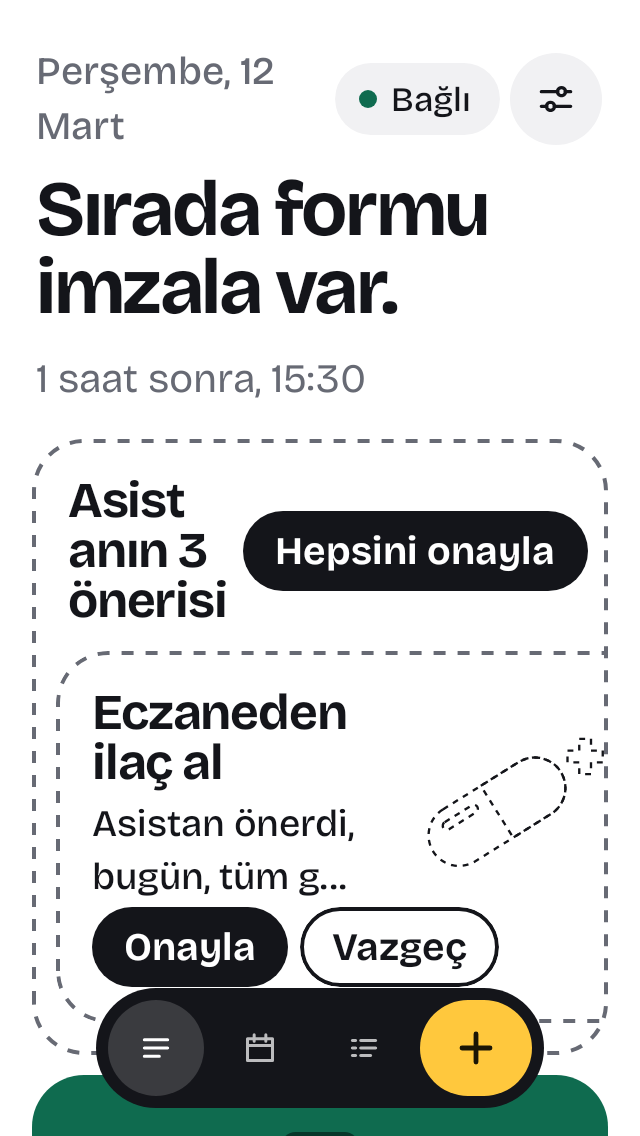 Perşembe, 12
Mart
Bağlı
Sırada formu
imzala var.
1 saat sonra, 15:30
Asist
anın 3
önerisi
Hepsini onayla
Eczaneden
ilaç al
Asistan önerdi,
bugün, tüm g...
Onayla
Vazgeç